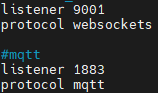 listener 9001
protocol websockets

#mqtt
listener 1883
protocol mqtt